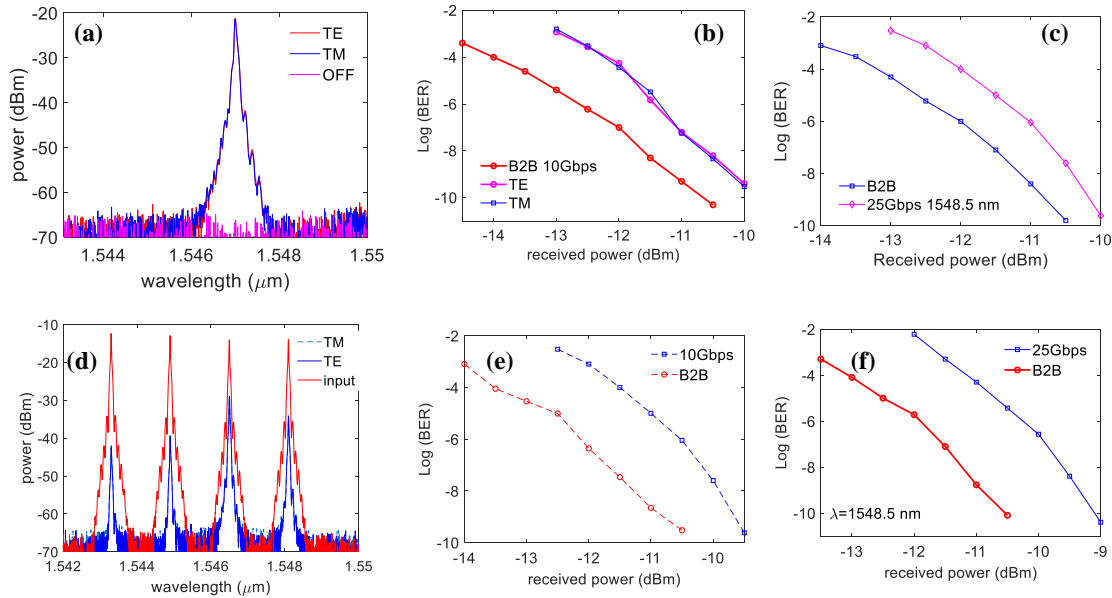 (a)
-20
-30
-40
-50
-60
-70
power (dBm)
TE
TM
OFF
1.544 1.546 1.548 1.55
wavelength (μm)
(b)
-2
-4
-6
-8
-10
Log (BER)
B2B 10Gbps
TE
TM
-14 -13 -12 -11 -10
received power (dBm)
(c)
-2
-4
-6
-8
-10
Log (BER)
B2B
25Gbps 1548.5 nm
-14 -13 -12 -11 -10
Received power (dBm)
(d)
-10
-20
-30
-40
-50
-60
-70
power (dBm)
TM
TE
input
1.542 1.544 1.546 1.548 1.55
wavelength (μm)
(e)
-2
-4
-6
-8
-10
Log (BER)
10Gbps
B2B
-14 -13 -12 -11 -10
received power (dBm)
(f)
-2
-4
-6
-8
-10
Log (BER)
25Gbps
B2B
λ=1548.5 nm
-13 -12 -11 -10 -9
received power (dBm)